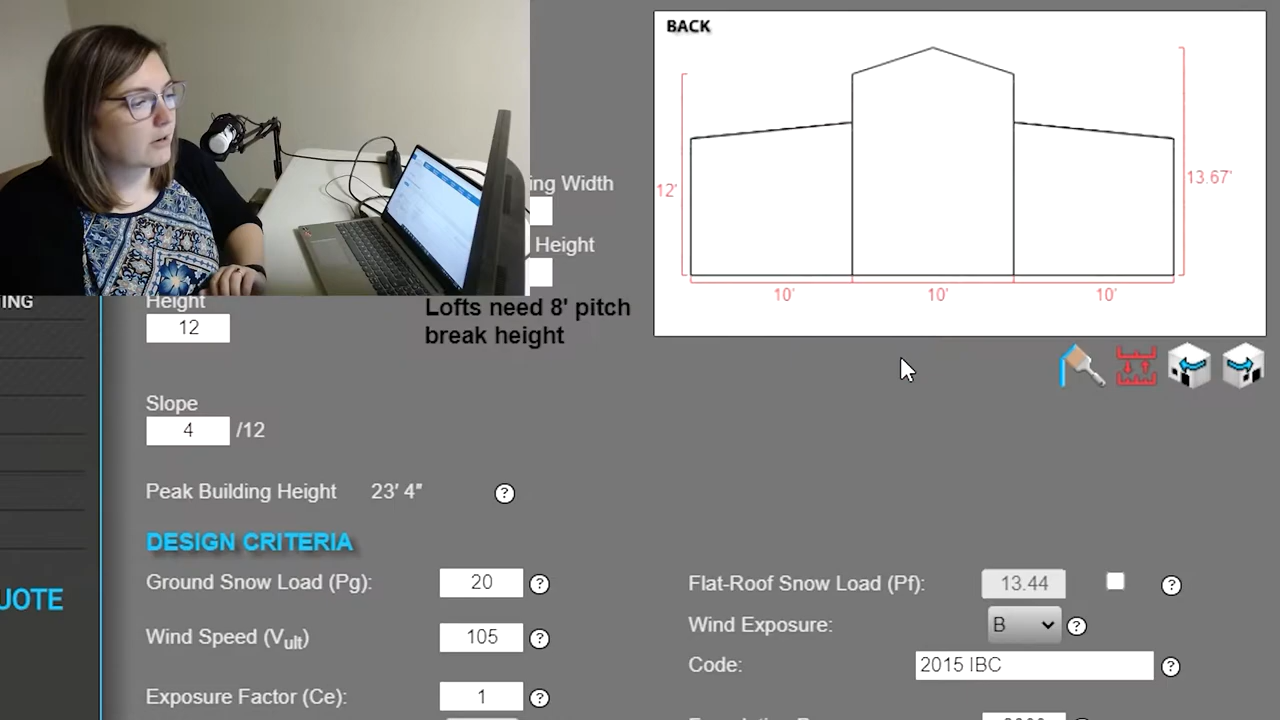 BACK
ing Width
12'
13.67'
Height
10'
10'
10'
ING
Height
Lofts need 8' pitch
break height
12
Slope
4 /12
Peak Building Height 23' 4" ?
DESIGN CRITERIA
Ground Snow Load (Pg): 20 ?
Flat-Roof Snow Load (Pf): 13.44 ?
UOTE
Wind Exposure: B ?
Wind Speed (Vult) 105 ?
Code: 2015 IBC ?
Exposure Factor (Ce): 1 ?